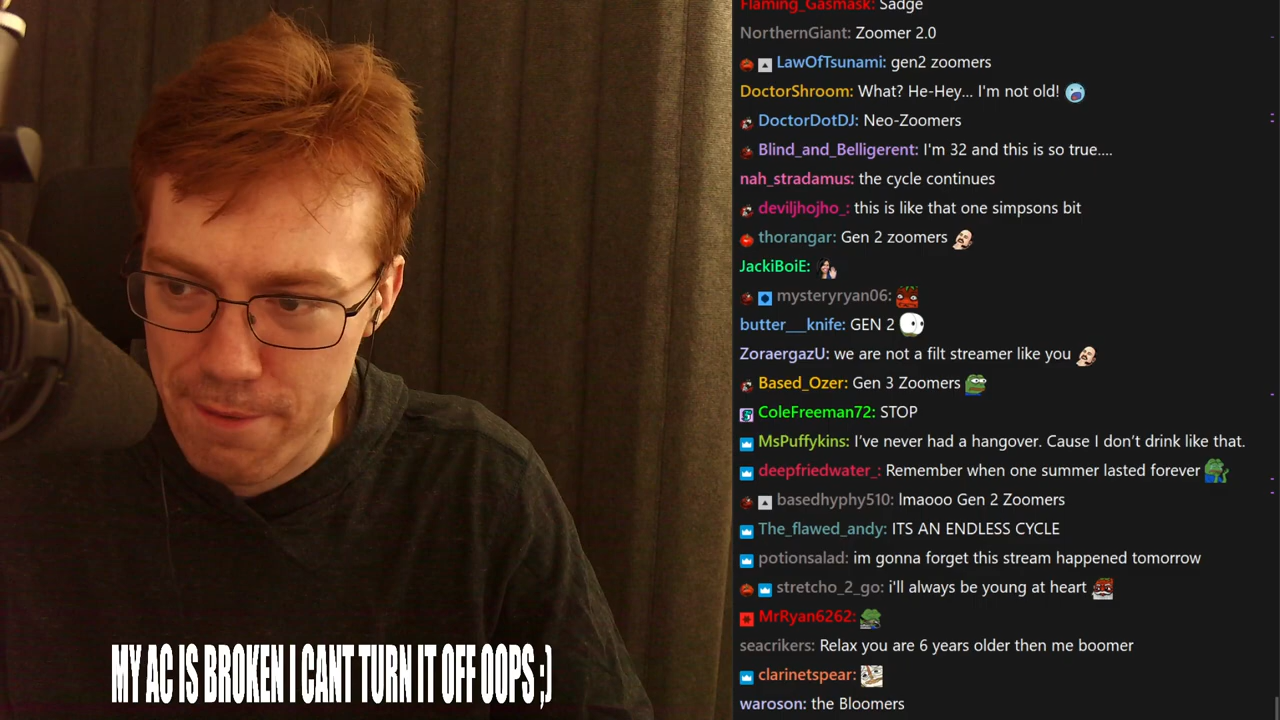 Flaming_Gasmask: Sadge
NorthernGiant: Zoomer 2.0
LawOfTsunami: gen2 zoomers
DoctorShroom: What? He-Hey... I'm not old!
DoctorDotDJ: Neo-Zoomers
Blind_and_Belligerent: I'm 32 and this is so true....
nah_stradamus: the cycle continues
deviljhojho_: this is like that one simpsons bit
thorangar: Gen 2 zoomers
JackiBoiE:
mysteryryan06:
butter___knife: GEN 2
ZoraergazU: we are not a filt streamer like you
Based_Ozer: Gen 3 Zoomers
ColeFreeman72: STOP
MsPuffykins: I've never had a hangover. Cause I don't drink like that.
deepfriedwater_: Remember when one summer lasted forever
basedhyphy510: lmaooo Gen 2 Zoomers
The_flawed_andy: ITS AN ENDLESS CYCLE
potionsalad: im gonna forget this stream happened tomorrow
stretcho_2_go: i'll always be young at heart
MrRyan6262:
seacrikers: Relax you are 6 years older then me boomer
clarinetspear:
waroson: the Bloomers
MY AC IS BROKEN I CANT TURN IT OFF OOPS ;)